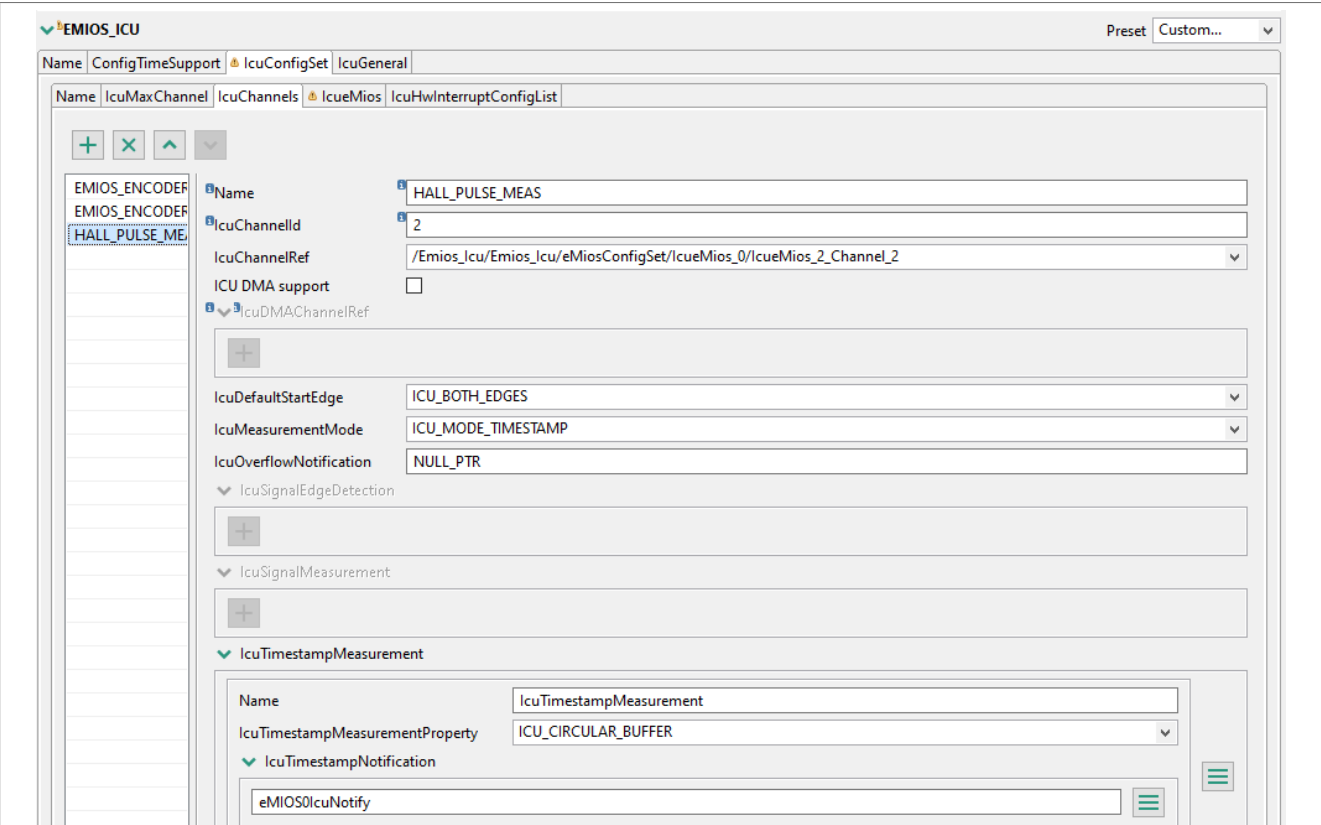 EMIOS_ICU
Preset Custom...
Name ConfigTimeSupport IcuConfigSet IcuGeneral
Name IcuMaxChannel IcuChannels IcueMios IcuHwInterruptConfigList
EMIOS_ENCODER
EMIOS_ENCODER
HALL_PULSE_MEA
Name HALL_PULSE_MEAS
IcuChannelId 2
IcuChannelRef /Emios_Icu/Emios_Icu/eMiosConfigSet/IcueMios_0/IcueMios_2_Channel_2
ICU DMA support
IcuDMAChannelRef
IcuDefaultStartEdge ICU_BOTH_EDGES
IcuMeasurementMode ICU_MODE_TIMESTAMP
IcuOverflowNotification NULL_PTR
IcuSignalEdgeDetection
IcuSignalMeasurement
IcuTimestampMeasurement
Name IcuTimestampMeasurement
IcuTimestampMeasurementProperty ICU_CIRCULAR_BUFFER
IcuTimestampNotification
eMIOS0IcuNotify